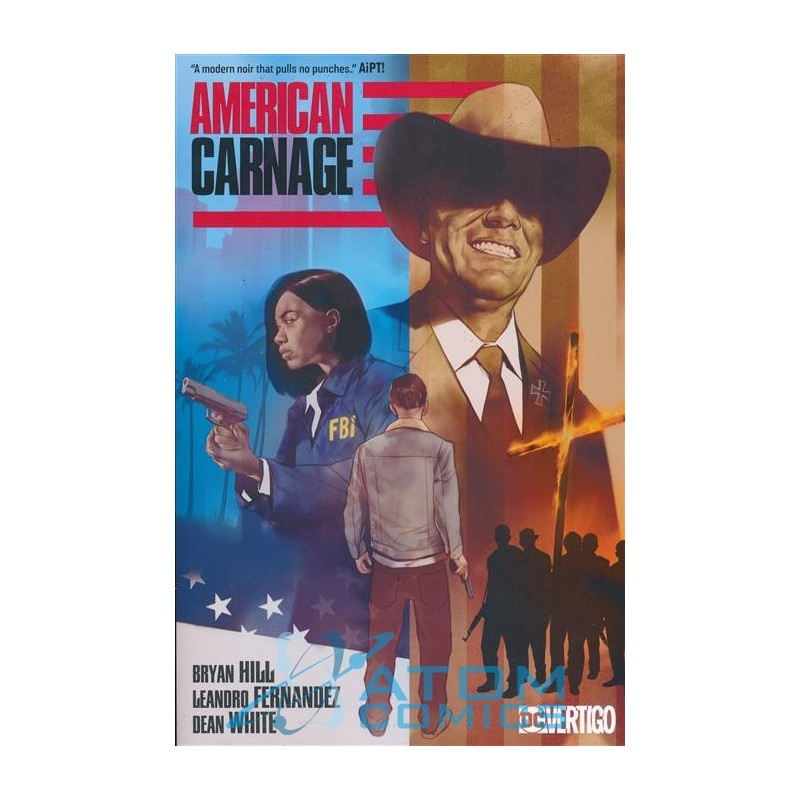 “A modern noir that pulls no punches.” AiPT!
AMERICAN
CARNAGE
FBI
BRYAN HILL
LEANDRO FERNANDEZ
DEAN WHITE
ATOM
COMICS
DC VERTIGO